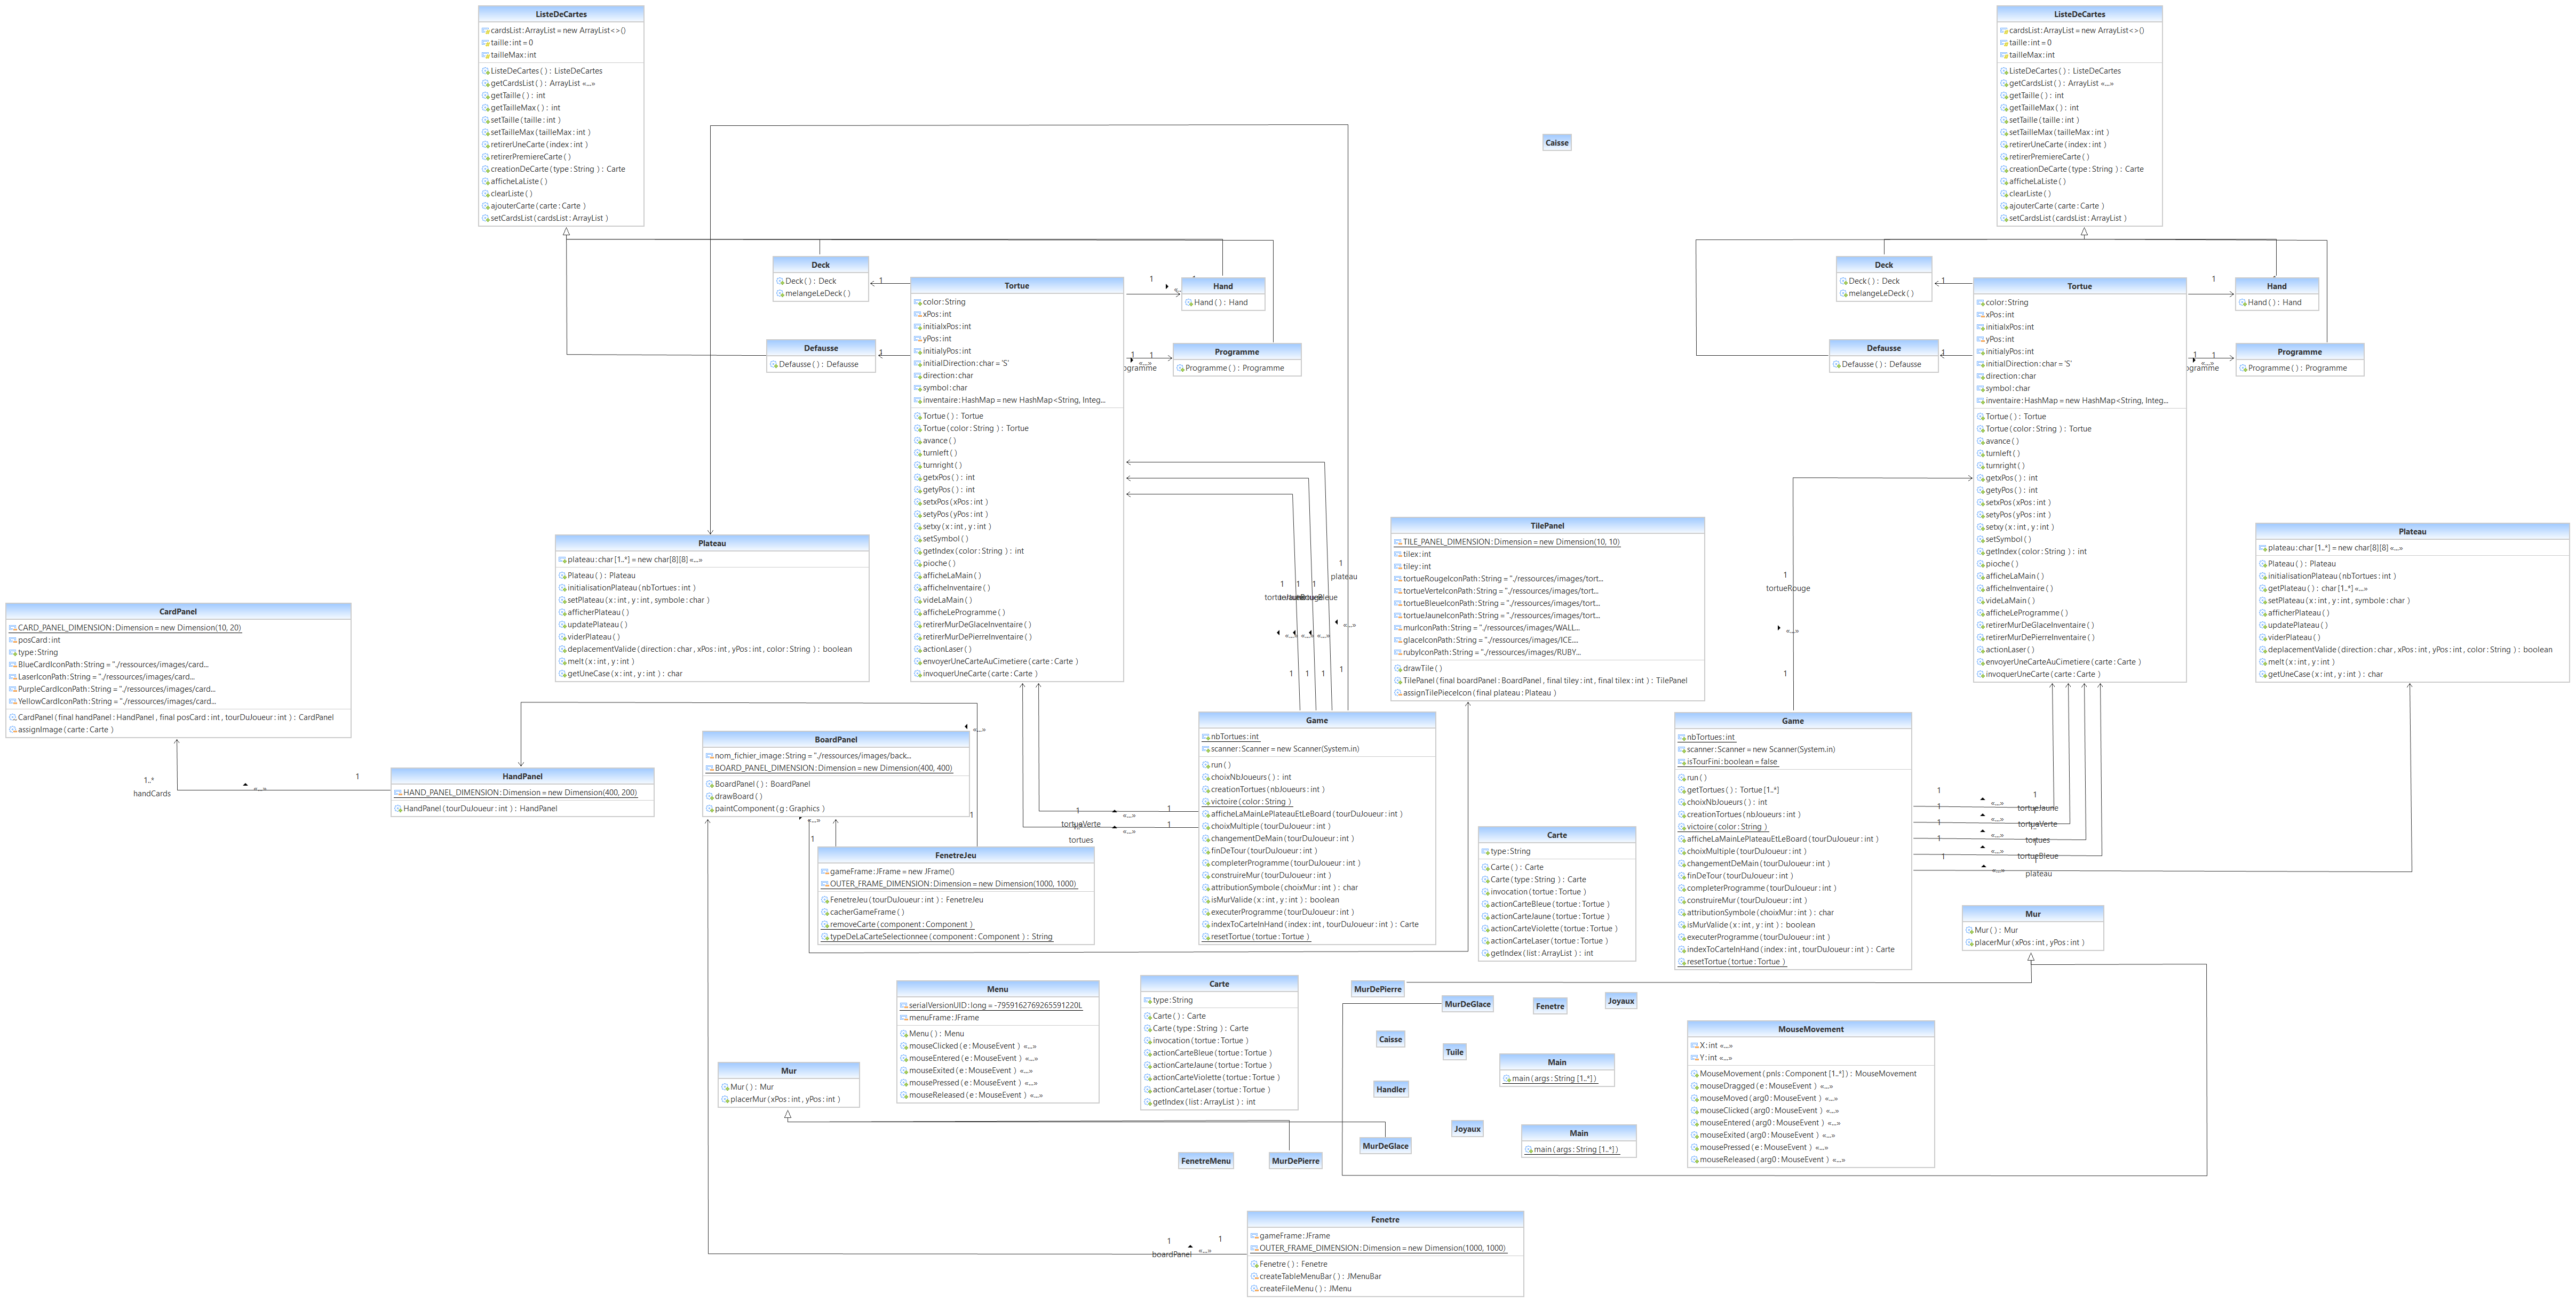 ListeDeCartes
cardsList:ArrayList = new ArrayList<>()
taille:int = 0
tailleMax:int
ListeDeCartes ( ) : ListeDeCartes
getCardsList ( ) : ArrayList «...»
getTaille ( ) : int
getTailleMax ( ) : int
setTaille ( taille : int )
setTailleMax ( tailleMax : int )
retirerUneCarte ( index : int )
retirerPremiereCarte ( )
creationDeCarte ( type : String ) : Carte
afficheLaListe ( )
clearListe ( )
ajouterCarte ( carte : Carte )
setCardsList ( cardsList : ArrayList )
ListeDeCartes
cardsList:ArrayList = new ArrayList<>()
taille:int = 0
tailleMax:int
ListeDeCartes ( ) : ListeDeCartes
getCardsList ( ) : ArrayList «...»
getTaille ( ) : int
getTailleMax ( ) : int
setTaille ( taille : int )
setTailleMax ( tailleMax : int )
retirerUneCarte ( index : int )
retirerPremiereCarte ( )
creationDeCarte ( type : String ) : Carte
afficheLaListe ( )
clearListe ( )
ajouterCarte ( carte : Carte )
setCardsList ( cardsList : ArrayList )
Caisse
Deck
Deck ( ) : Deck
melangeLeDeck ( )
1
Defausse
Defausse ( ) : Defausse
1
Tortue
color:String
xPos:int
initialxPos:int
yPos:int
initialyPos:int
initialDirection:char = 'S'
direction:char
symbol:char
inventaire:HashMap = new HashMap<String, Integ...
Tortue ( ) : Tortue
Tortue ( color : String ) : Tortue
avance ( )
turnleft ( )
turnright ( )
getxPos ( ) : int
getyPos ( ) : int
setxPos ( xPos : int )
setyPos ( yPos : int )
setxy ( x : int , y : int )
setSymbol ( )
getIndex ( color : String ) : int
pioche ( )
afficheLaMain ( )
afficheInventaire ( )
videLaMain ( )
afficheLeProgramme ( )
retirerMurDeGlaceInventaire ( )
retirerMurDePierreInventaire ( )
actionLaser ( )
envoyerUneCarteAuCimetiere ( carte : Carte )
invoquerUneCarte ( carte : Carte )
1
Hand
Hand ( ) : Hand
1
1
«...»
ogramme
Programme
Programme ( ) : Programme
Deck
Deck ( ) : Deck
melangeLeDeck ( )
1
Defausse
Defausse ( ) : Defausse
1
Tortue
color:String
xPos:int
initialxPos:int
yPos:int
initialyPos:int
initialDirection:char = 'S'
direction:char
symbol:char
inventaire:HashMap = new HashMap<String, Integ...
Tortue ( ) : Tortue
Tortue ( color : String ) : Tortue
avance ( )
turnleft ( )
turnright ( )
getxPos ( ) : int
getyPos ( ) : int
setxPos ( xPos : int )
setyPos ( yPos : int )
setxy ( x : int , y : int )
setSymbol ( )
getIndex ( color : String ) : int
pioche ( )
afficheLaMain ( )
afficheInventaire ( )
videLaMain ( )
afficheLeProgramme ( )
retirerMurDeGlaceInventaire ( )
retirerMurDePierreInventaire ( )
actionLaser ( )
envoyerUneCarteAuCimetiere ( carte : Carte )
invoquerUneCarte ( carte : Carte )
1
Hand
Hand ( ) : Hand
1
1
«...»
ogramme
Programme
Programme ( ) : Programme
Plateau
plateau:char [1..*] = new char[8][8] «...»
Plateau ( ) : Plateau
initialisationPlateau ( nbTortues : int )
setPlateau ( x : int , y : int , symbole : char )
afficherPlateau ( )
updatePlateau ( )
viderPlateau ( )
deplacementValide ( direction : char , xPos : int , yPos : int , color : String ) : boolean
melt ( x : int , y : int )
getUneCase ( x : int , y : int ) : char
TilePanel
TILE_PANEL_DIMENSION:Dimension = new Dimension(10, 10)
tilex:int
tiley:int
tortueRougeIconPath:String = "./ressources/images/tort...
tortueVerteIconPath:String = "./ressources/images/tort...
tortueBleueIconPath:String = "./ressources/images/tort...
tortueJauneIconPath:String = "./ressources/images/tort...
murIconPath:String = "./ressources/images/WALL...
glaceIconPath:String = "./ressources/images/ICE....
rubyIconPath:String = "./ressources/images/RUBY...
drawTile ( )
TilePanel ( final boardPanel : BoardPanel , final tiley : int , final tilex : int ) : TilePanel
assignTilePieceIcon ( final plateau : Plateau )
Plateau
plateau:char [1..*] = new char[8][8] «...»
Plateau ( ) : Plateau
initialisationPlateau ( nbTortues : int )
getPlateau ( ) : char [1..*] «...»
setPlateau ( x : int , y : int , symbole : char )
afficherPlateau ( )
updatePlateau ( )
viderPlateau ( )
deplacementValide ( direction : char , xPos : int , yPos : int , color : String ) : boolean
melt ( x : int , y : int )
getUneCase ( x : int , y : int ) : char
1
plateau
1
1
1
«...»
«...»
«...»
«...»
1
1
1
1
1
tortueRouge
«...»
1
CardPanel
CARD_PANEL_DIMENSION:Dimension = new Dimension(10, 20)
posCard:int
type:String
BlueCardIconPath:String = "./ressources/images/card...
LaserIconPath:String = "./ressources/images/card...
PurpleCardIconPath:String = "./ressources/images/card...
YellowCardIconPath:String = "./ressources/images/card...
CardPanel ( final handPanel : HandPanel , final posCard : int , tourDuJoueur : int ) : CardPanel
assignImage ( carte : Carte )
1..*
handCards
«...»
1
HandPanel
HAND_PANEL_DIMENSION:Dimension = new Dimension(400, 200)
HandPanel ( tourDuJoueur : int ) : HandPanel
BoardPanel
nom_fichier_image:String = "./ressources/images/back...
BOARD_PANEL_DIMENSION:Dimension = new Dimension(400, 400)
BoardPanel ( ) : BoardPanel
drawBoard ( )
paintComponent ( g : Graphics )
«...»
1
«...»
1
FenetreJeu
gameFrame:JFrame = new JFrame()
OUTER_FRAME_DIMENSION:Dimension = new Dimension(1000, 1000)
FenetreJeu ( tourDuJoueur : int ) : FenetreJeu
cacherGameFrame ( )
removeCarte ( component : Component )
typeDeLaCarteSelectionnee ( component : Component ) : String
1
tortueVerte
«...»
1
tortues
«...»
1
Game
nbTortues:int
scanner:Scanner = new Scanner(System.in)
run ( )
choixNbJoueurs ( ) : int
creationTortues ( nbJoueurs : int )
victoire ( color : String )
afficheLaMainLePlateauEtLeBoard ( tourDuJoueur : int )
choixMultiple ( tourDuJoueur : int )
changementDeMain ( tourDuJoueur : int )
finDeTour ( tourDuJoueur : int )
completerProgramme ( tourDuJoueur : int )
construireMur ( tourDuJoueur : int )
attributionSymbole ( choixMur : int ) : char
isMurValide ( x : int , y : int ) : boolean
executerProgramme ( tourDuJoueur : int )
indexToCarteInHand ( index : int , tourDuJoueur : int ) : Carte
resetTortue ( tortue : Tortue )
Carte
type:String
Carte ( ) : Carte
Carte ( type : String ) : Carte
invocation ( tortue : Tortue )
actionCarteBleue ( tortue : Tortue )
actionCarteJaune ( tortue : Tortue )
actionCarteViolette ( tortue : Tortue )
actionCarteLaser ( tortue : Tortue )
getIndex ( list : ArrayList ) : int
Game
nbTortues:int
scanner:Scanner = new Scanner(System.in)
isTourFini:boolean = false
run ( )
getTortues ( ) : Tortue [1..*]
choixNbJoueurs ( ) : int
creationTortues ( nbJoueurs : int )
victoire ( color : String )
afficheLaMainLePlateauEtLeBoard ( tourDuJoueur : int )
choixMultiple ( tourDuJoueur : int )
changementDeMain ( tourDuJoueur : int )
finDeTour ( tourDuJoueur : int )
completerProgramme ( tourDuJoueur : int )
construireMur ( tourDuJoueur : int )
attributionSymbole ( choixMur : int ) : char
isMurValide ( x : int , y : int ) : boolean
executerProgramme ( tourDuJoueur : int )
indexToCarteInHand ( index : int , tourDuJoueur : int ) : Carte
resetTortue ( tortue : Tortue )
1
«...»
1
tortueJaune
1
«...»
tortueVerte
1
«...»
tortues
1
«...»
tortueBleue
1
«...»
plateau
Mur
Mur ( ) : Mur
placerMur ( xPos : int , yPos : int )
Menu
serialVersionUID:long = -7959162769265591220L
menuFrame:JFrame
Menu ( ) : Menu
mouseClicked ( e : MouseEvent ) «...»
mouseEntered ( e : MouseEvent ) «...»
mouseExited ( e : MouseEvent ) «...»
mousePressed ( e : MouseEvent ) «...»
mouseReleased ( e : MouseEvent ) «...»
Carte
type:String
Carte ( ) : Carte
Carte ( type : String ) : Carte
invocation ( tortue : Tortue )
actionCarteBleue ( tortue : Tortue )
actionCarteJaune ( tortue : Tortue )
actionCarteViolette ( tortue : Tortue )
actionCarteLaser ( tortue : Tortue )
getIndex ( list : ArrayList ) : int
MurDePierre
MurDeGlace
Fenetre
Joyaux
Caisse
Tuile
Main
main ( args : String [1..*] )
Handler
Joyaux
Main
main ( args : String [1..*] )
MurDeGlace
FenetreMenu
MurDePierre
MouseMovement
X:int «...»
Y:int «...»
MouseMovement ( pnls : Component [1..*] ) : MouseMovement
mouseDragged ( e : MouseEvent ) «...»
mouseMoved ( arg0 : MouseEvent ) «...»
mouseClicked ( arg0 : MouseEvent ) «...»
mouseEntered ( arg0 : MouseEvent ) «...»
mouseExited ( arg0 : MouseEvent ) «...»
mousePressed ( e : MouseEvent ) «...»
mouseReleased ( arg0 : MouseEvent ) «...»
Mur
Mur ( ) : Mur
placerMur ( xPos : int , yPos : int )
1
boardPanel
«...»
1
Fenetre
gameFrame:JFrame
OUTER_FRAME_DIMENSION:Dimension = new Dimension(1000, 1000)
Fenetre ( ) : Fenetre
createTableMenuBar ( ) : JMenuBar
createFileMenu ( ) : JMenu